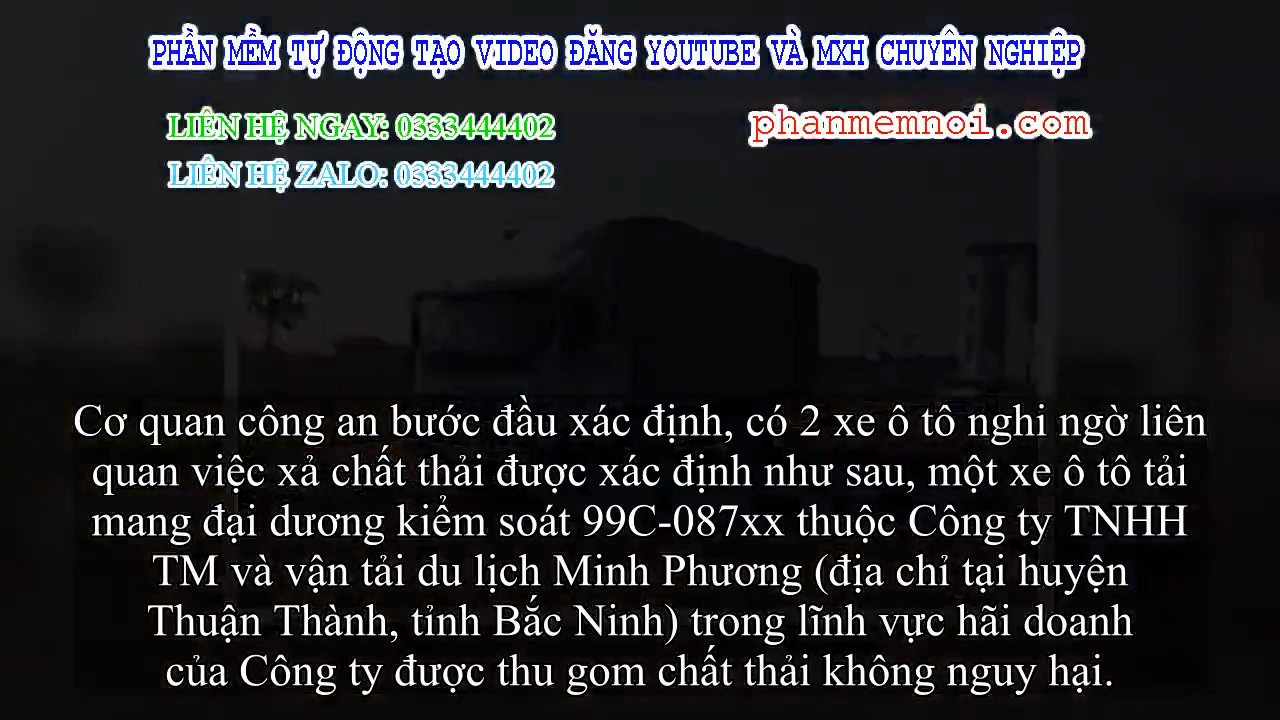 PHẦN MỀM TỰ ĐỘNG TẠO VIDEO ĐĂNG YOUTUBE VÀ MXH CHUYÊN NGHIỆP
LIÊN HỆ NGAY: 0333444402
phanmemnoi.com
LIÊN HỆ ZALO: 0333444402
Cơ quan công an bước đầu xác định, có 2 xe ô tô nghi ngờ liên
quan việc xả chất thải được xác định như sau, một xe ô tô tải
mang đại dương kiểm soát 99C-087xx thuộc Công ty TNHH
TM và vận tải du lịch Minh Phương (địa chỉ tại huyện
Thuận Thành, tỉnh Bắc Ninh) trong lĩnh vực hãi doanh
của Công ty được thu gom chất thải không nguy hại.